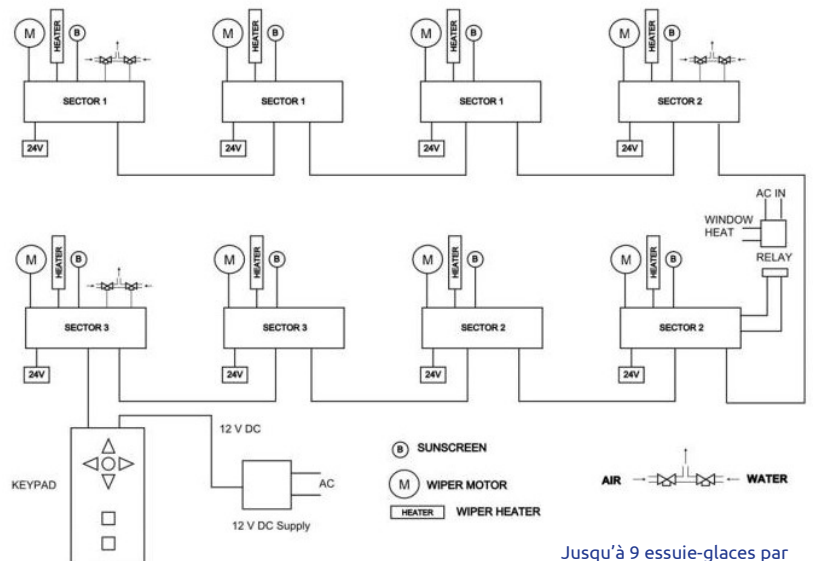 M HEATER B M HEATER B M HEATER B M HEATER B
SECTOR 1 SECTOR 1 SECTOR 1 SECTOR 2
24V 24V 24V 24V
AC IN
WINDOW
HEAT
RELAY
M HEATER B M HEATER B M HEATER B M HEATER B
SECTOR 3 SECTOR 3 SECTOR 2 SECTOR 2
24V 24V 24V 24V
12 V DC
KEYPAD
AC
12 V DC Supply
B SUNSCREEN
M WIPER MOTOR
HEATER WIPER HEATER
AIR WATER
Jusqu'à 9 essuie-glaces par